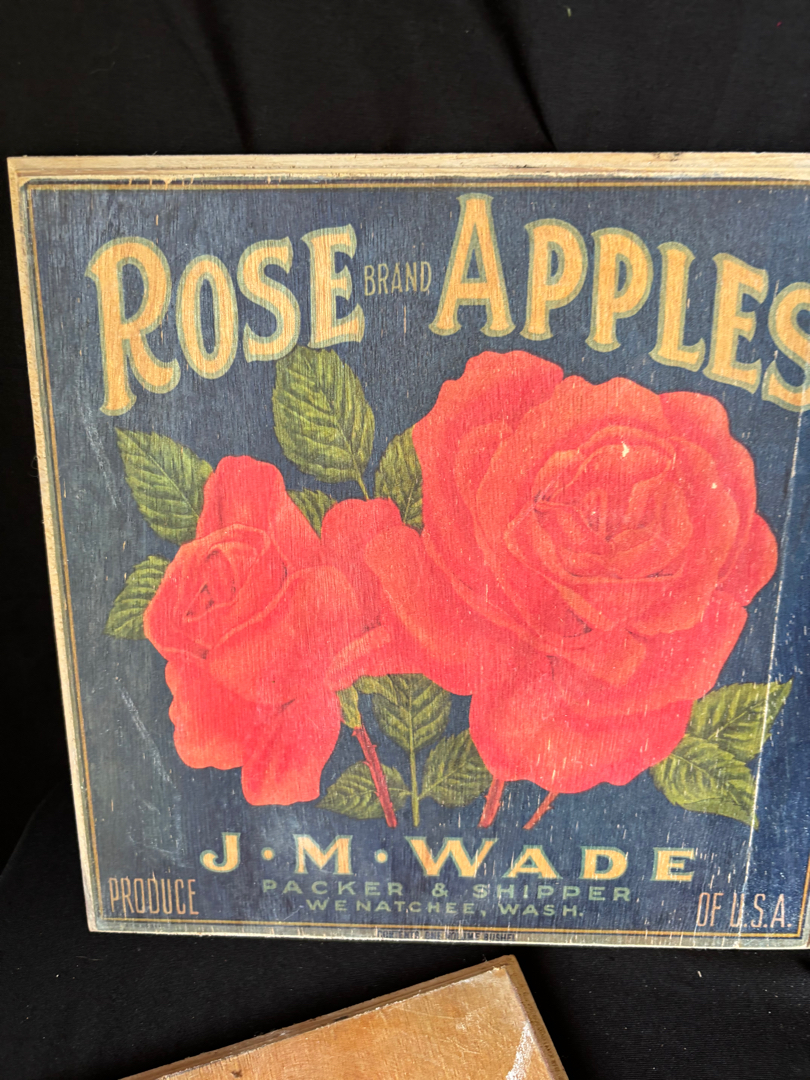 ROSE BRAND APPLES
J·M·WADE
PACKER & SHIPPER
WENATCHEE, WASH.
PRODUCE
OF U.S.A.